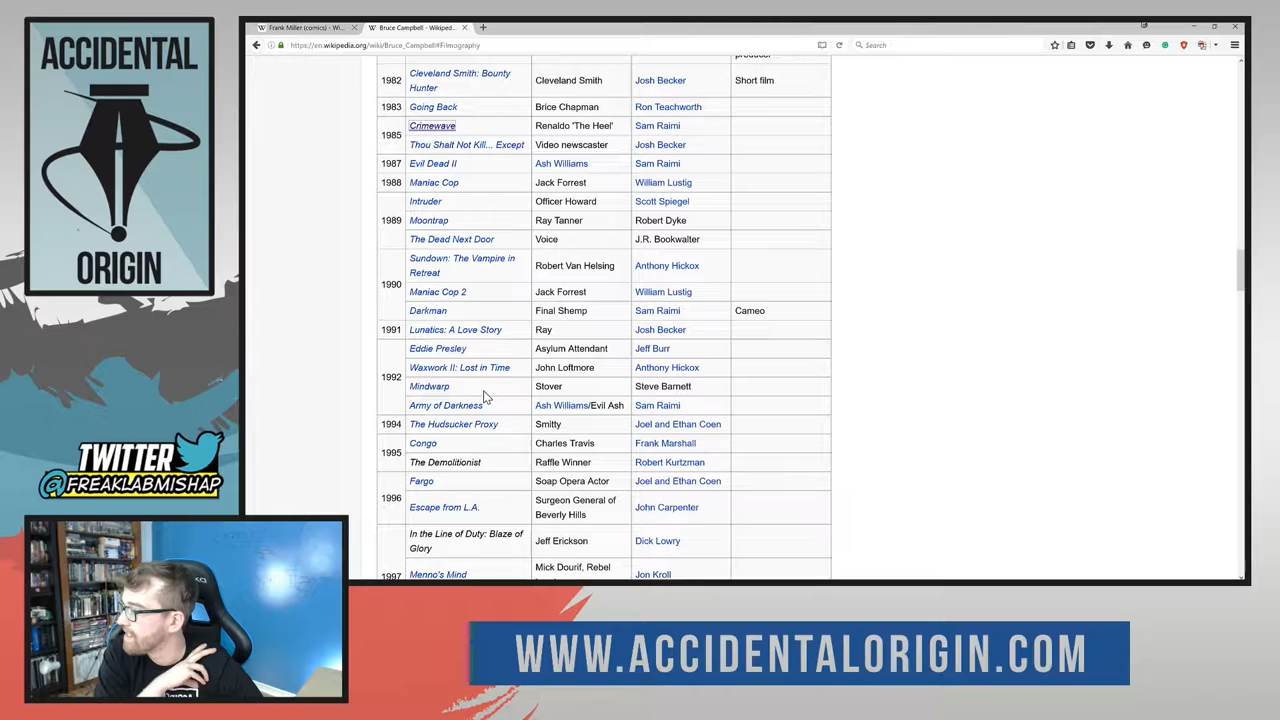 ACCIDENTAL
ORIGIN
TWITTER
@FREAKLABMISHAP
Frank Miller (comics) - Wi...
Bruce Campbell - Wikiped...
https://en.wikipedia.org/wiki/Bruce_Campbell#Filmography
Search
1982 Cleveland Smith: Bounty Hunter Cleveland Smith Josh Becker Short film
1983 Going Back Brice Chapman Ron Teachworth
1985 Crimewave Renaldo 'The Heel' Sam Raimi
Thou Shalt Not Kill... Except Video newscaster Josh Becker
1987 Evil Dead II Ash Williams Sam Raimi
1988 Maniac Cop Jack Forrest William Lustig
1989 Intruder Officer Howard Scott Spiegel
Moontrap Ray Tanner Robert Dyke
The Dead Next Door Voice J.R. Bookwalter
1990 Sundown: The Vampire in Retreat Robert Van Helsing Anthony Hickox
Maniac Cop 2 Jack Forrest William Lustig
Darkman Final Shemp Sam Raimi Cameo
1991 Lunatics: A Love Story Ray Josh Becker
1992 Eddie Presley Asylum Attendant Jeff Burr
Waxwork II: Lost in Time John Loftmore Anthony Hickox
Mindwarp Stover Steve Barnett
Army of Darkness Ash Williams/Evil Ash Sam Raimi
1994 The Hudsucker Proxy Smitty Joel and Ethan Coen
1995 Congo Charles Travis Frank Marshall
The Demolitionist Raffle Winner Robert Kurtzman
1996 Fargo Soap Opera Actor Joel and Ethan Coen
Escape from L.A. Surgeon General of Beverly Hills John Carpenter
1997 In the Line of Duty: Blaze of Glory Jeff Erickson Dick Lowry
Menno's Mind Mick Dourif, Rebel Jon Kroll
WWW.ACCIDENTALORIGIN.COM